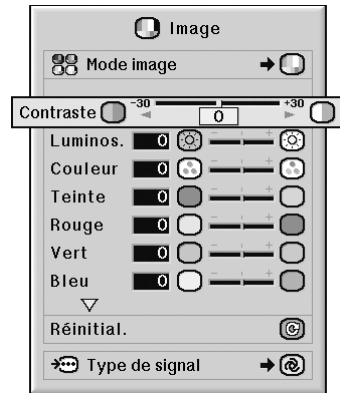 Image
Mode image
Contraste -30 0 +30
Luminos. 0 - +
Couleur 0 - +
Teinte 0 - +
Rouge 0 - +
Vert 0 - +
Bleu 0 - +
Réinitial.
Type de signal